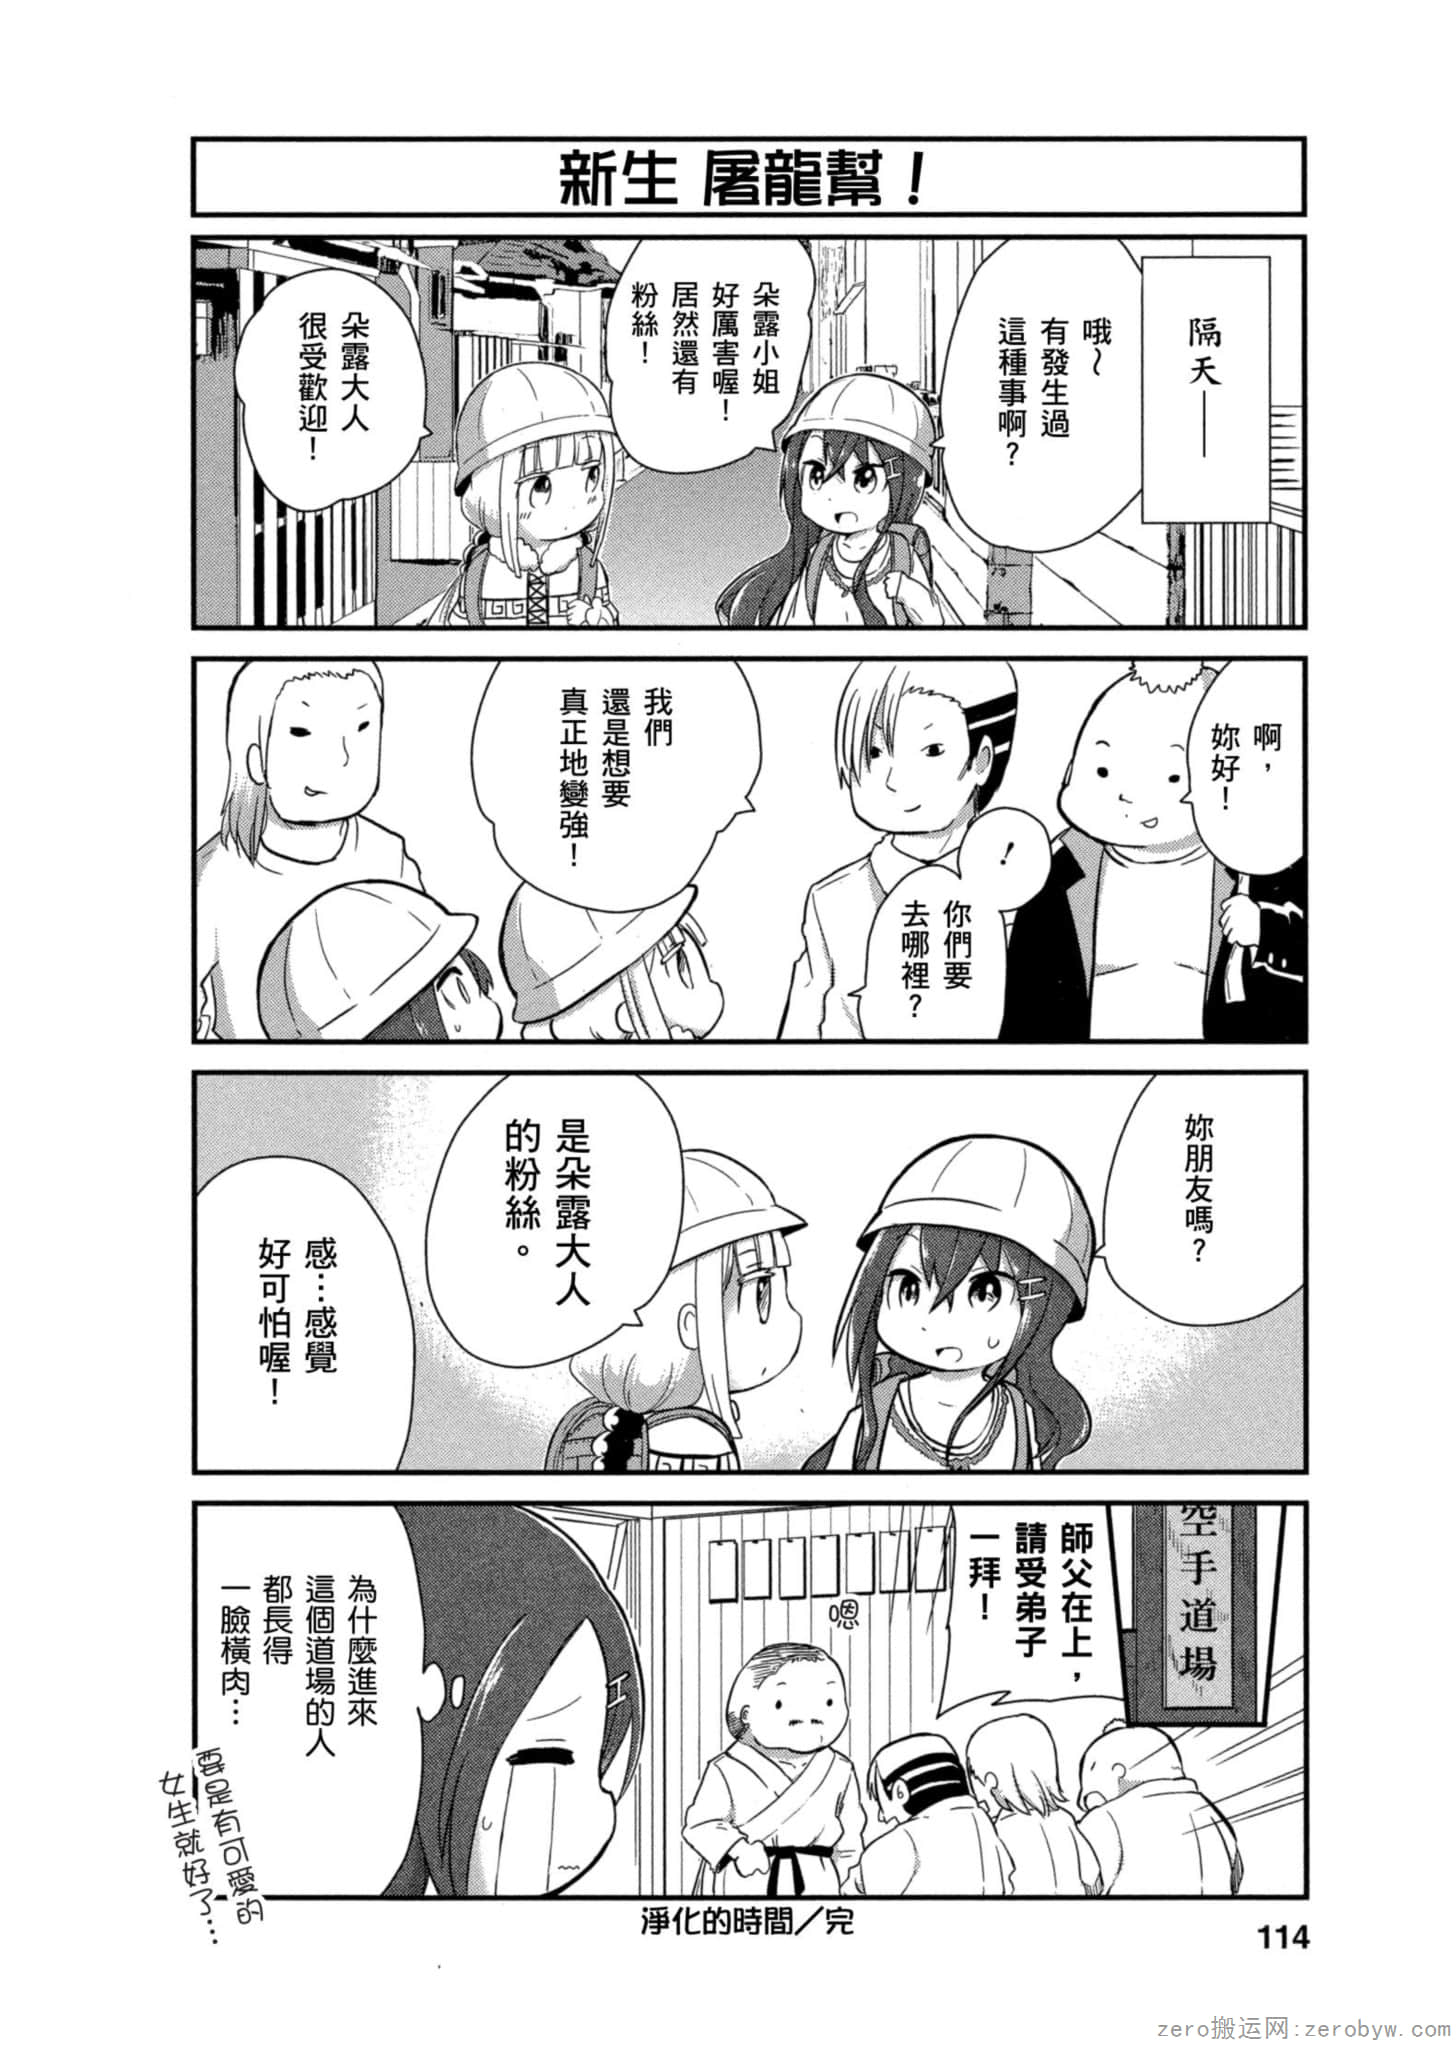 新生 屠龍幫！
隔天——
哦～
有發生過
這種事啊？
朵露小姐
好厲害喔！
居然還有
粉絲！
朵露大人
很受歡迎！
啊，
妳好！
！
你們要
去哪裡？
我們
還是想要
真正地變強！
妳朋友嗎？
是朵露大人
的粉絲。
感…感覺
好可怕喔！
空手道場
師父在上，
請受弟子
一拜！
嗯
為什麼進來
這個道場的人
都長得
一臉橫肉…
要是有可愛的
女生就好了…
淨化的時間／完
114
zero搬运网:zerobyw.com